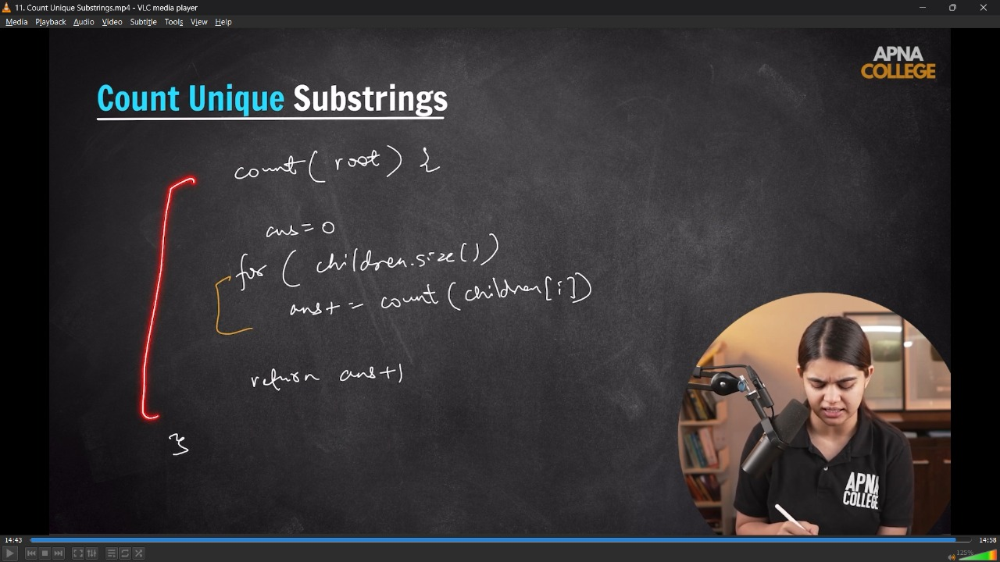 11. Count Unique Substrings.mp4 - VLC media player
Media Playback Audio Video Subtitle Tools View Help
APNA
COLLEGE
Count Unique Substrings
count( root) {
ans = 0
for ( children.size())
ans + = count ( children[i])
return ans+1
}
APNA
COLLEGE
14:43
14:58
125%